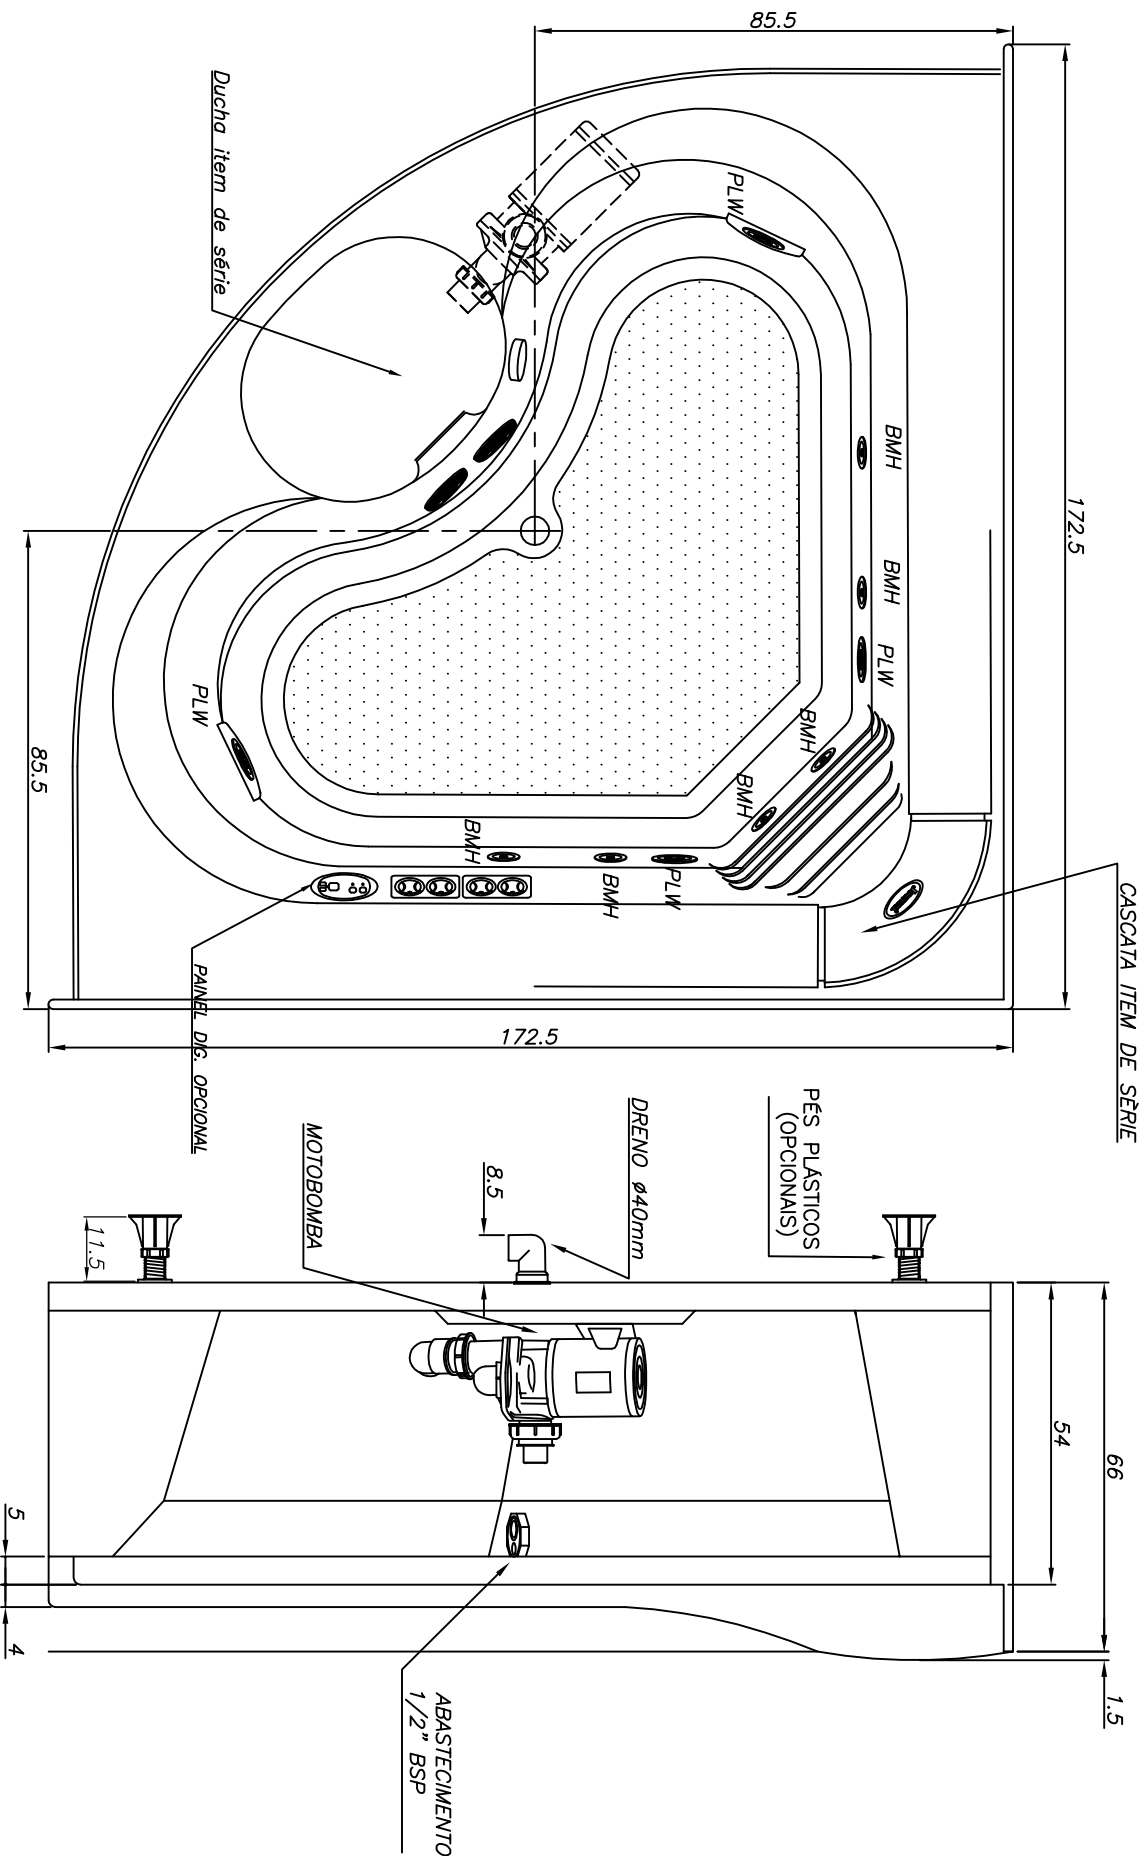 85.5
172.5
Ducha item de série
PLW
BMH
BMH
PLW
BMH
BMH
PLW
BMH
BMH
PLW
85.5
172.5
CASCATA ITEM DE SÈRIE
PAINEL DIG. OPCIONAL
PÉS PLÁSTICOS
(OPCIONAIS)
DRENO ø40mm
8.5
MOTOBOMBA
11.5
54
66
5
4
1.5
ABASTECIMENTO
1/2" BSP